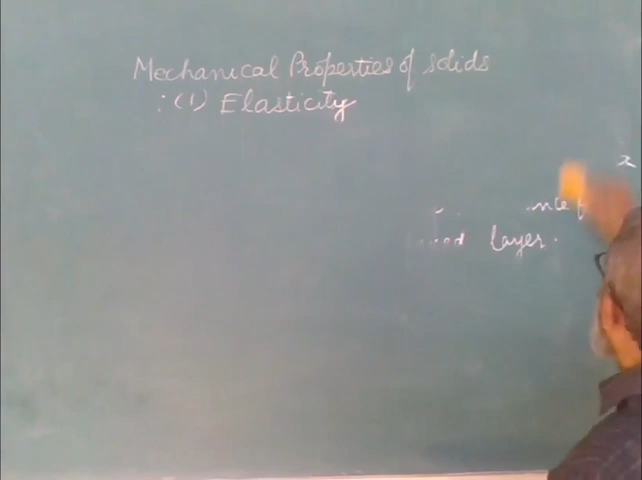 Mechanical Properties of solids
:(1) Elasticity
x
layer.